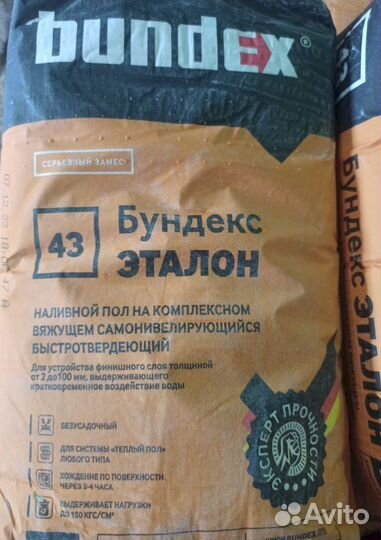 bundex®
СЕРЬЕЗНЫЙ ЗАМЕС
43
Бундекс
ЭТАЛОН
НАЛИВНОЙ ПОЛ НА КОМПЛЕКСНОМ
ВЯЖУЩЕМ САМОНИВЕЛИРУЮЩИЙСЯ
БЫСТРОТВЕРДЕЮЩИЙ
Для устройства финишного слоя толщиной
от 2 до 100 мм, выдерживающего
кратковременное воздействие воды
БЕЗУСАДОЧНЫЙ
ДЛЯ СИСТЕМЫ «ТЕПЛЫЙ ПОЛ»
ЛЮБОГО ТИПА
ХОЖДЕНИЕ ПО ПОВЕРХНОСТИ
ЧЕРЕЗ 2-4 ЧАСА
ВЫДЕРЖИВАЕТ НАГРУЗКИ
ДО 150 КГС/СМ²
ЭКСПЕРТ ПРОЧНОСТИ
43
Бундекс
ЭТАЛОН
Avito